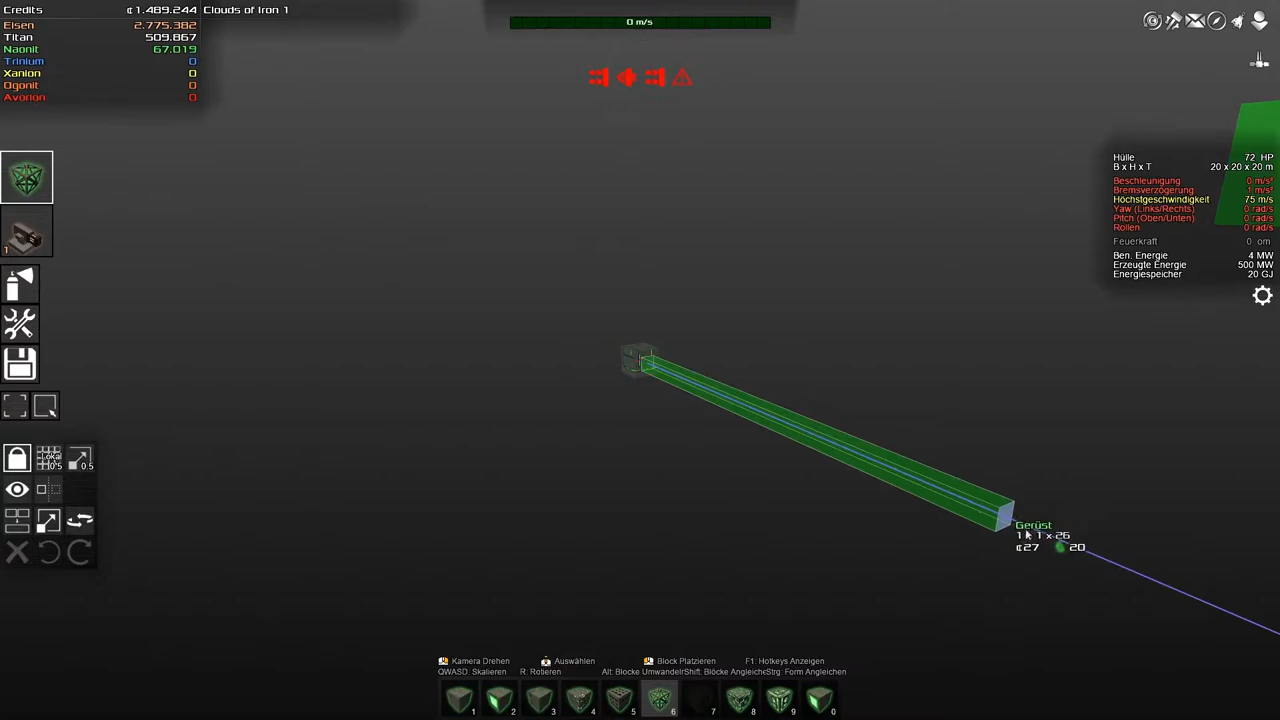 Credits ¢1.489.244 Clouds of Iron 1
Eisen 2.775.382
Titan 509.867
Naonit 67.019
Trinium 0
Xanion 0
Ogonit 0
Avorion 0
0 m/s
Hülle 72 HP
B x H x T 20 x 20 x 20 m
Beschleunigung 0 m/s²
Bremsverzögerung 1 m/s²
Höchstgeschwindigkeit 75 m/s
Yaw (Links/Rechts) 0 rad/s
Pitch (Oben/Unten) 0 rad/s
Rollen 0 rad/s
Feuerkraft 0 om
Ben. Energie 4 MW
Erzeugte Energie 500 MW
Energiespeicher 20 GJ
1
Lokal
0.5 0.5
Gerüst
1 x 1 x 26
¢27 20
Kamera Drehen Auswählen Block Platzieren F1: Hotkeys Anzeigen
QWASD: Skalieren R: Rotieren Alt: Blöcke Umwandeln Shift: Blöcke Angleichen Strg: Form Angleichen
1 2 3 4 5 6 7 8 9 0